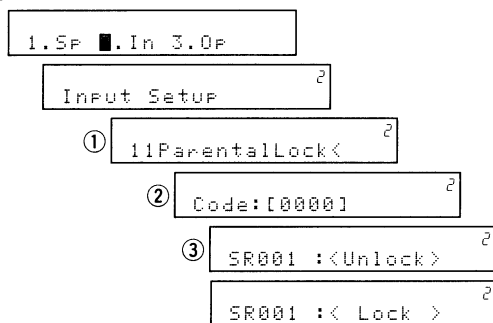 1.Sp █.In 3.Op
2
Input Setup
2
① 11ParentalLock<
2
② Code:[0000]
2
③ SR001 :<Unlock>
2
SR001 :< Lock >